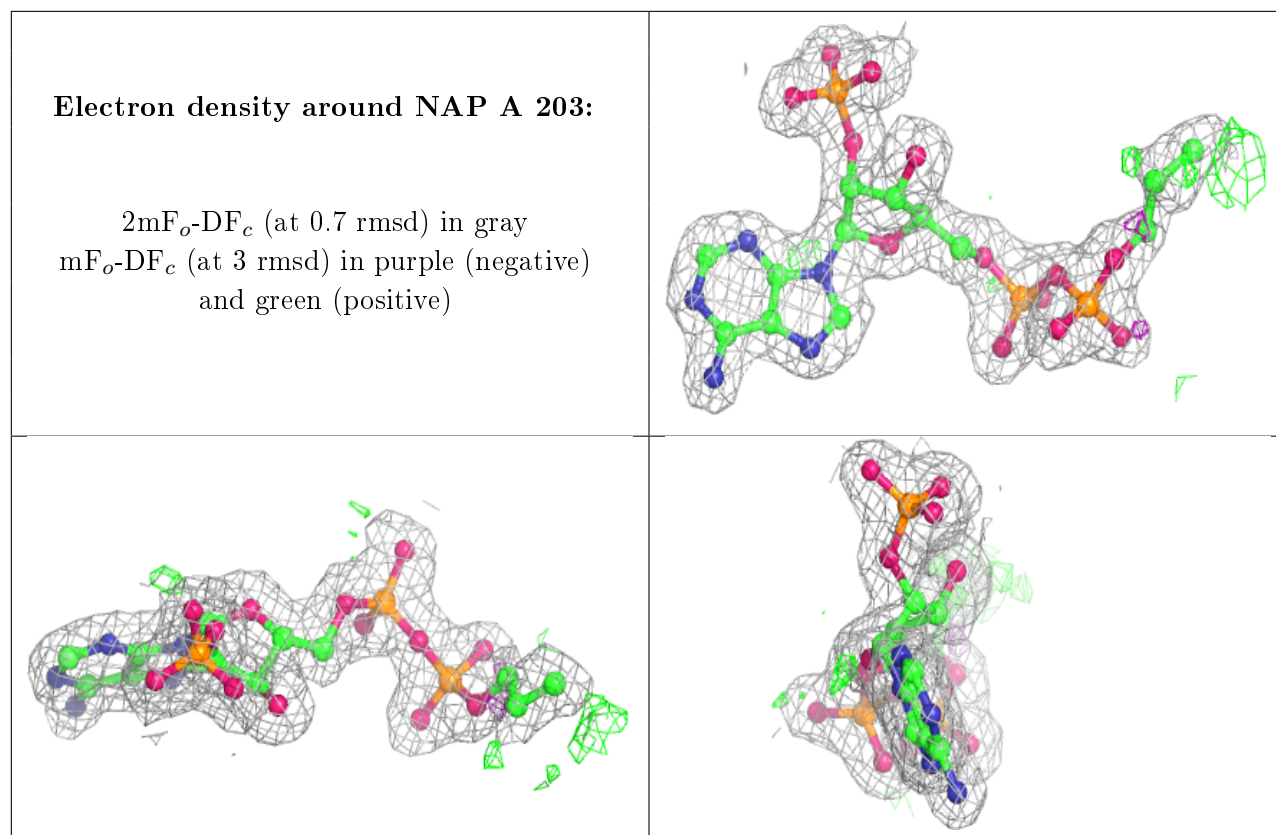 Electron density around NAP A 203:
2mFₒ-DF𝒸 (at 0.7 rmsd) in gray
mFₒ-DF𝒸 (at 3 rmsd) in purple (negative)
and green (positive)